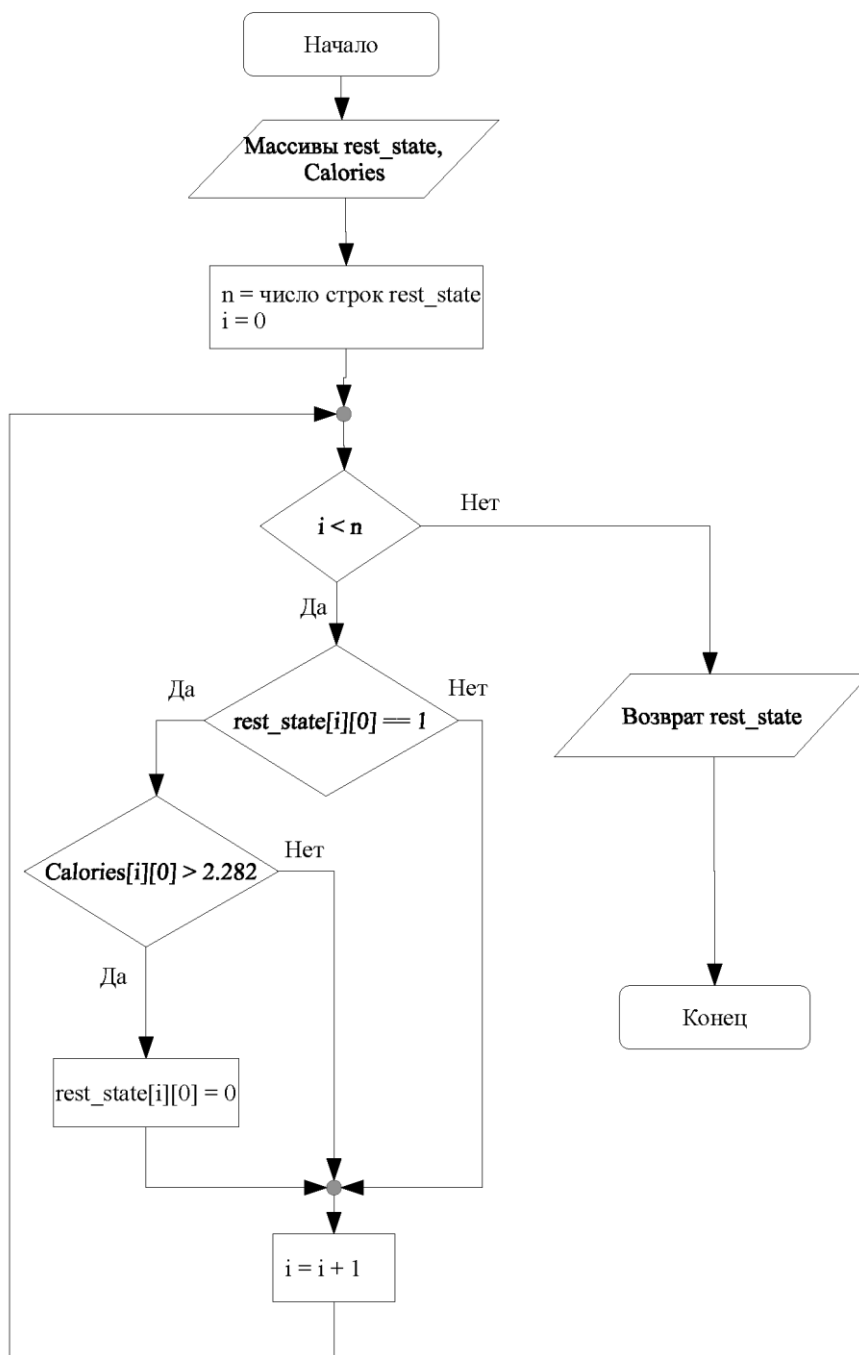 Начало
Массивы rest_state,
Calories
n = число строк rest_state
i = 0
i < n
Нет
Да
rest_state[i][0] == 1
Да
Нет
Возврат rest_state
Calories[i][0] > 2.282
Нет
Да
Конец
rest_state[i][0] = 0
i = i + 1